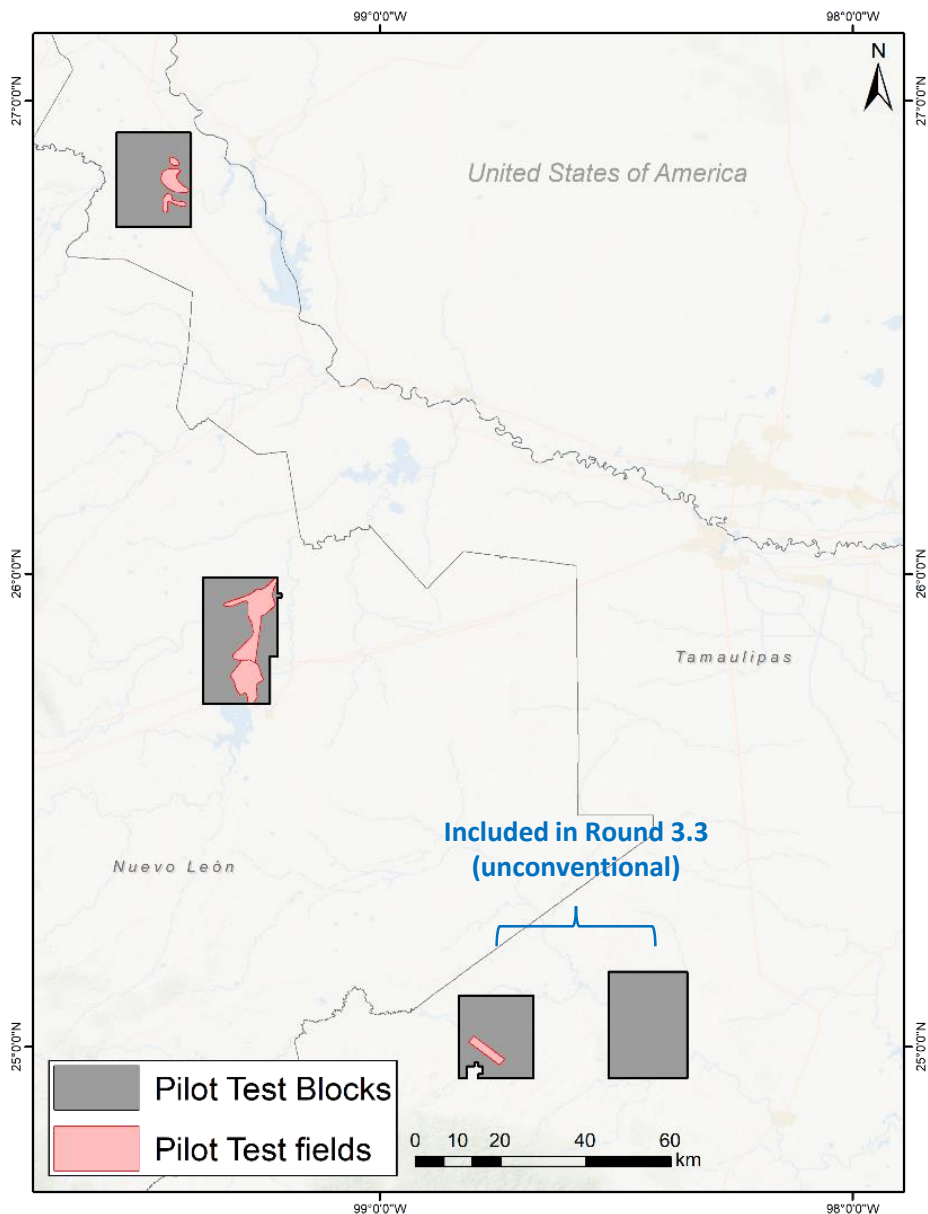 99°0'0"W
98°0'0"W
N
27°0'0"N
27°0'0"N
United States of America
26°0'0"N
26°0'0"N
Tamaulipas
Included in Round 3.3
(unconventional)
Nuevo León
25°0'0"N
25°0'0"N
Pilot Test Blocks
Pilot Test fields
0 10 20 40 60
km
99°0'0"W
98°0'0"W